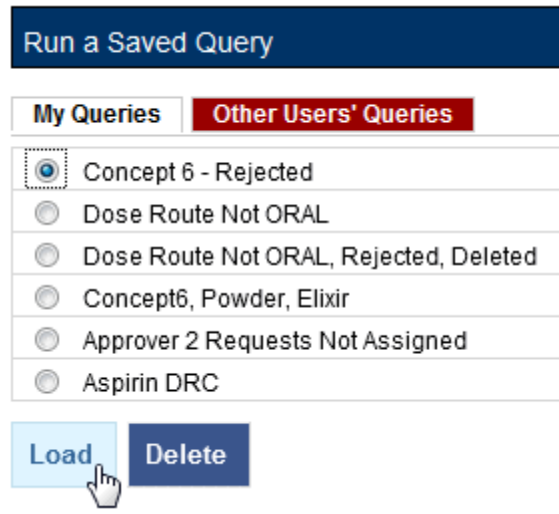 Run a Saved Query
My Queries Other Users' Queries
Concept 6 - Rejected
Dose Route Not ORAL
Dose Route Not ORAL, Rejected, Deleted
Concept6, Powder, Elixir
Approver 2 Requests Not Assigned
Aspirin DRC
Load Delete